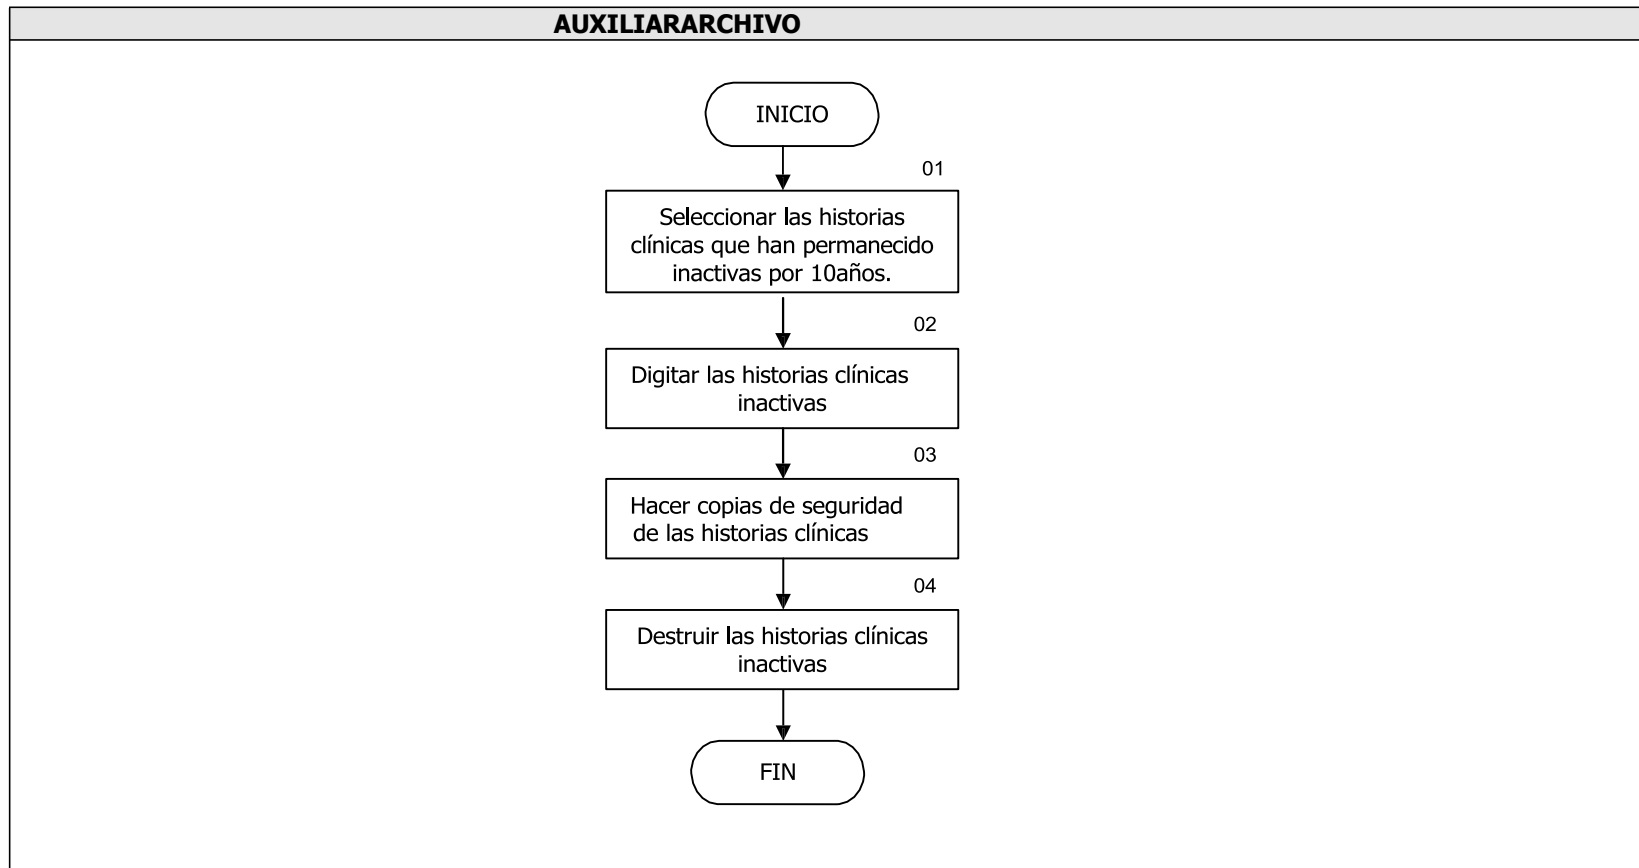 AUXILIARARCHIVO
INICIO
01
Seleccionar las historias
clínicas que han permanecido
inactivas por 10años.
02
Digitar las historias clínicas
inactivas
03
Hacer copias de seguridad
de las historias clínicas
04
Destruir las historias clínicas
inactivas
FIN